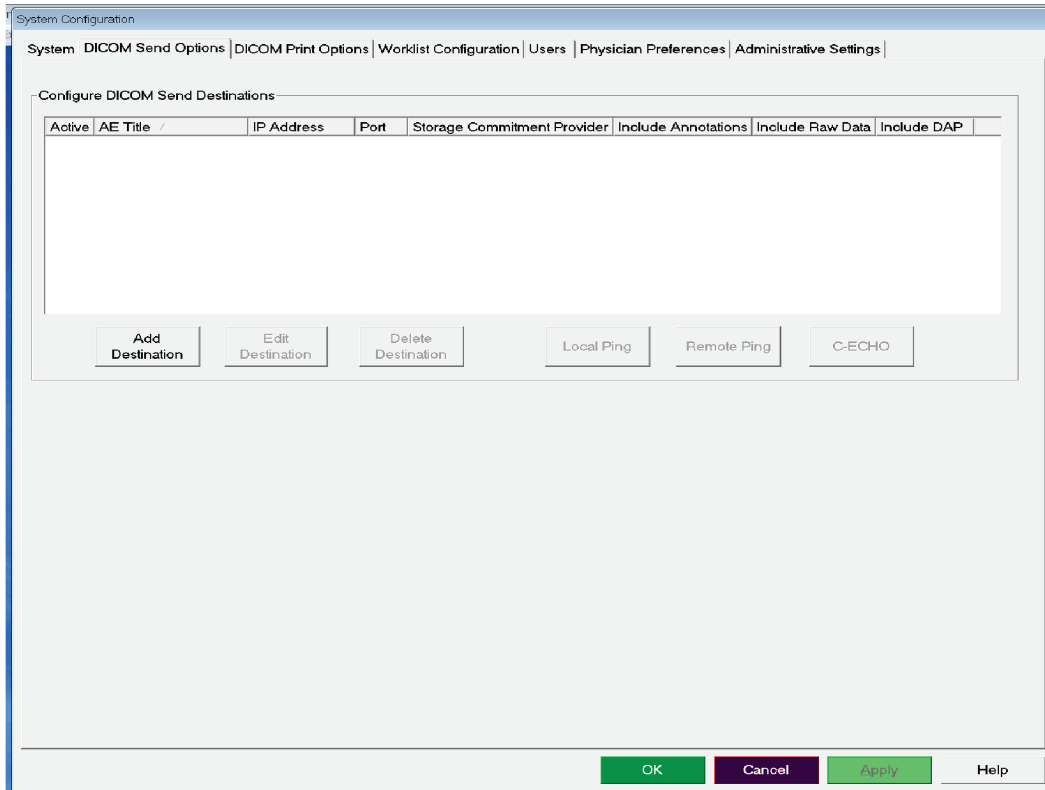 System Configuration
System DICOM Send Options DICOM Print Options Worklist Configuration Users Physician Preferences Administrative Settings
Configure DICOM Send Destinations
Active AE Title IP Address Port Storage Commitment Provider Include Annotations Include Raw Data Include DAP
Add Destination Edit Destination Delete Destination Local Ping Remote Ping C-ECHO
OK Cancel Apply Help